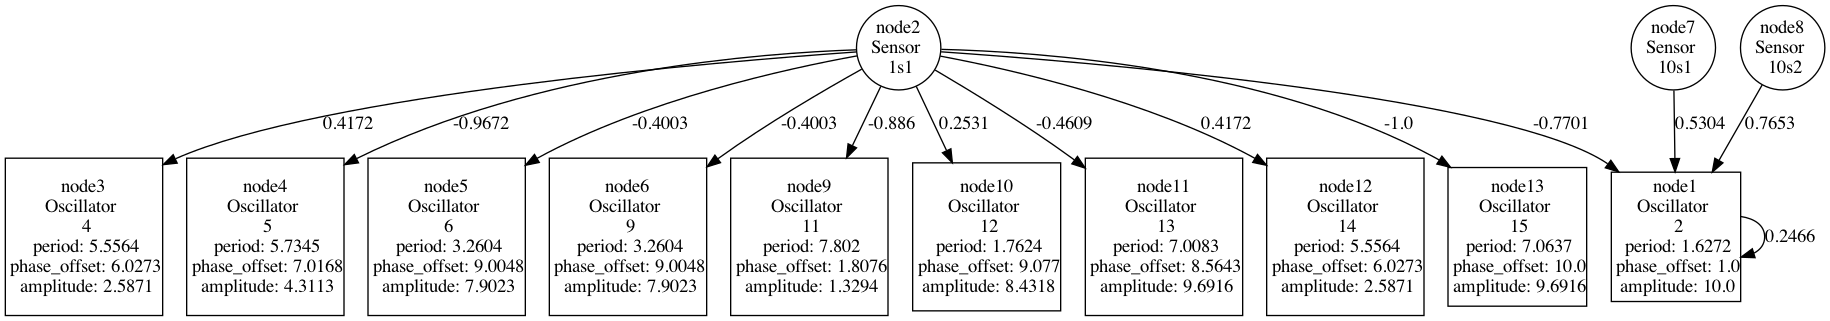 node2
Sensor
1s1
node7
Sensor
10s1
node8
Sensor
10s2
0.4172
-0.9672
-0.4003
-0.4003
-0.886
0.2531
-0.4609
0.4172
-1.0
-0.7701
0.5304
0.7653
node3
Oscillator
4
period: 5.5564
phase_offset: 6.0273
amplitude: 2.5871
node4
Oscillator
5
period: 5.7345
phase_offset: 7.0168
amplitude: 4.3113
node5
Oscillator
6
period: 3.2604
phase_offset: 9.0048
amplitude: 7.9023
node6
Oscillator
9
period: 3.2604
phase_offset: 9.0048
amplitude: 7.9023
node9
Oscillator
11
period: 7.802
phase_offset: 1.8076
amplitude: 1.3294
node10
Oscillator
12
period: 1.7624
phase_offset: 9.077
amplitude: 8.4318
node11
Oscillator
13
period: 7.0083
phase_offset: 8.5643
amplitude: 9.6916
node12
Oscillator
14
period: 5.5564
phase_offset: 6.0273
amplitude: 2.5871
node13
Oscillator
15
period: 7.0637
phase_offset: 10.0
amplitude: 9.6916
node1
Oscillator
2
period: 1.6272
phase_offset: 1.0
amplitude: 10.0
0.2466